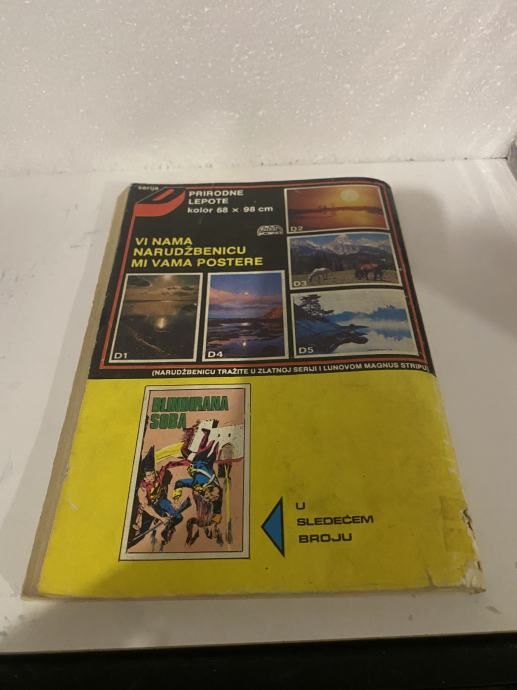 serija
D
PRIRODNE
LEPOTE
kolor 68 x 98 cm
VI NAMA
NARUDŽBENICU
MI VAMA POSTERE
D2
D3
D1
D4
D5
(NARUDŽBENICU TRAŽITE U ZLATNOJ SERIJI I LUNOVOM MAGNUS STRIPU)
BLINDIRANA
SOBA
U
SLEDEĆEM
BROJU